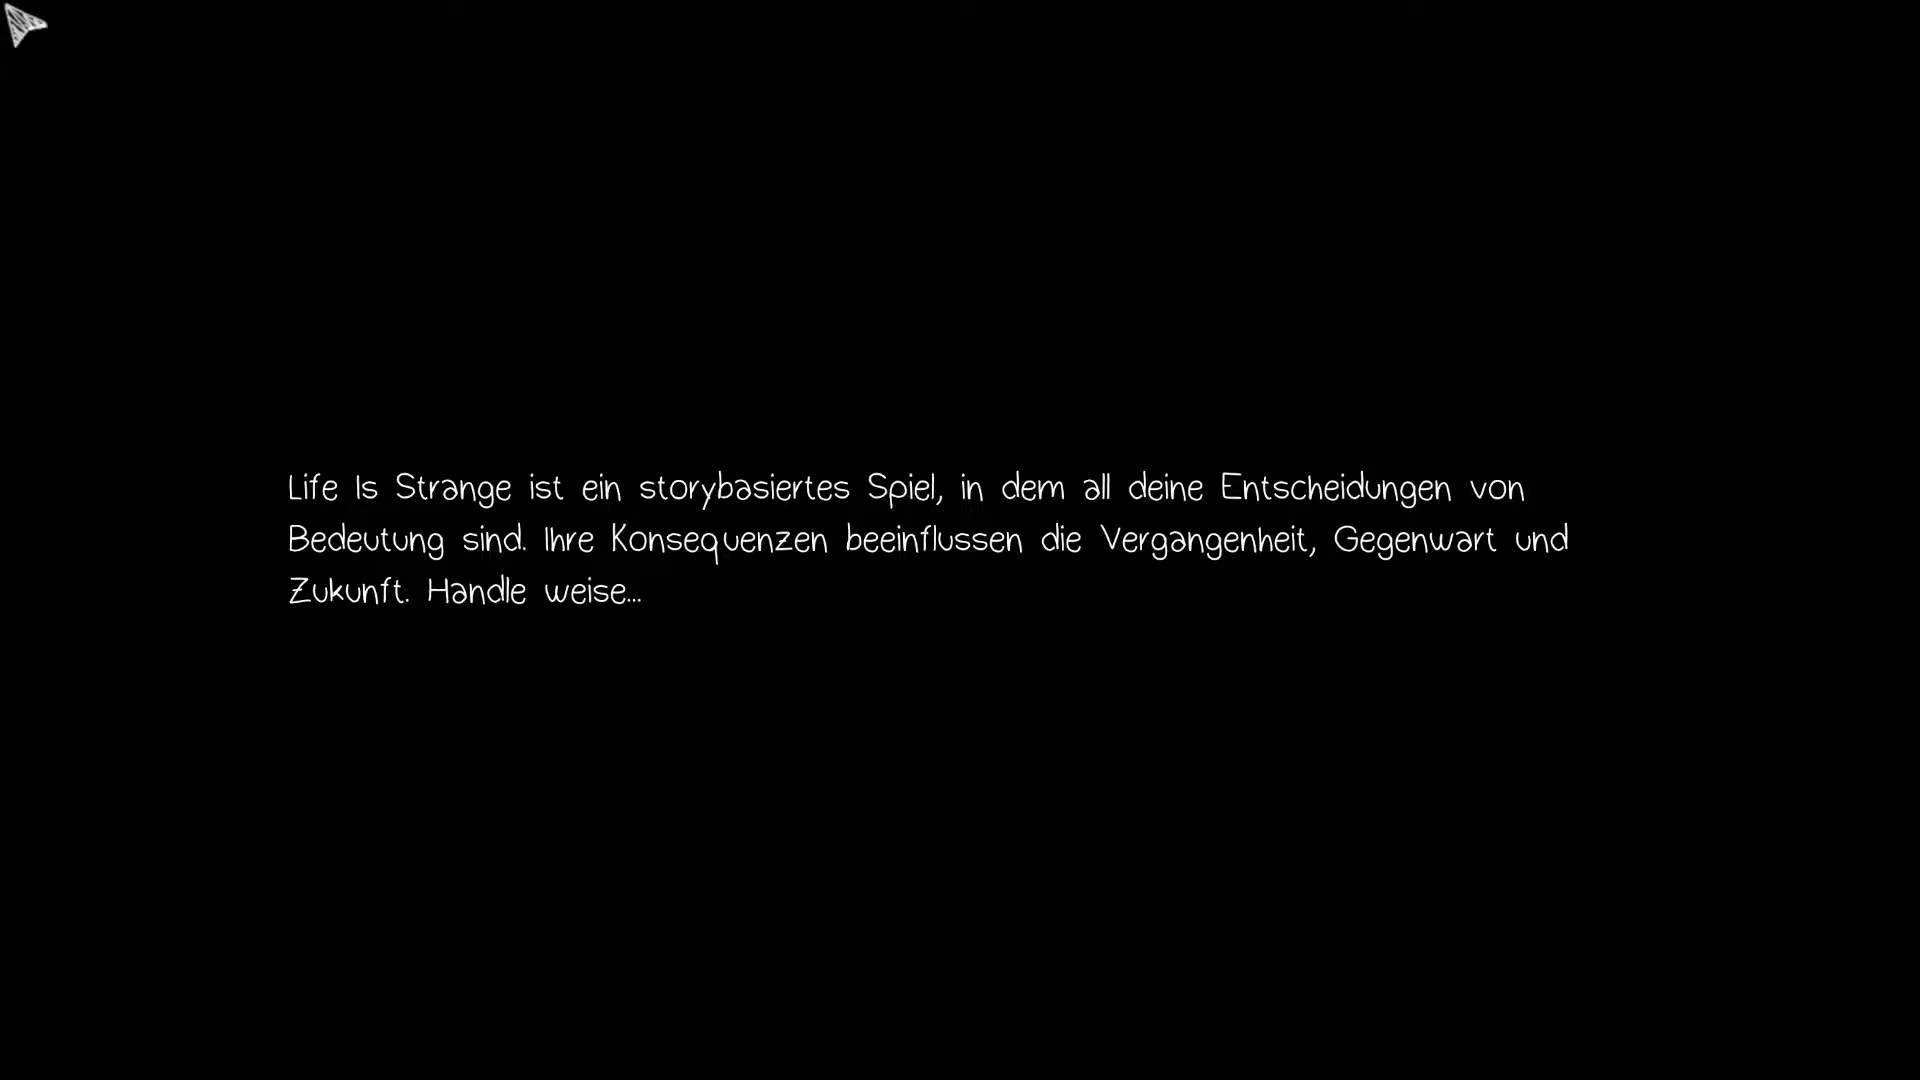 Life Is Strange ist ein storybasiertes Spiel, in dem all deine Entscheidungen von
Bedeutung sind. Ihre Konsequenzen beeinflussen die Vergangenheit, Gegenwart und
Zukunft. Handle weise...